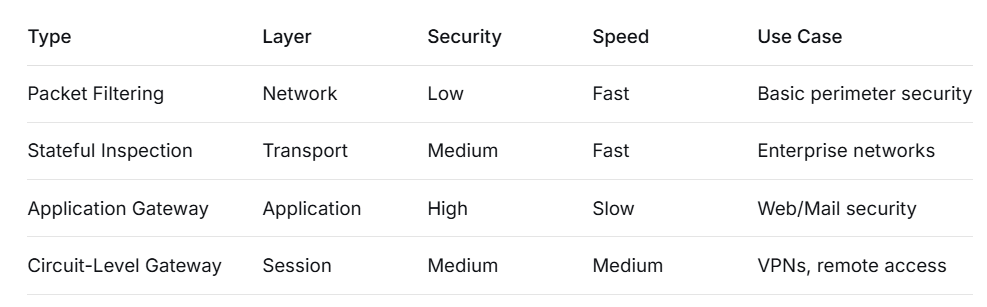 Type Layer Security Speed Use Case
Packet Filtering Network Low Fast Basic perimeter security
Stateful Inspection Transport Medium Fast Enterprise networks
Application Gateway Application High Slow Web/Mail security
Circuit-Level Gateway Session Medium Medium VPNs, remote access